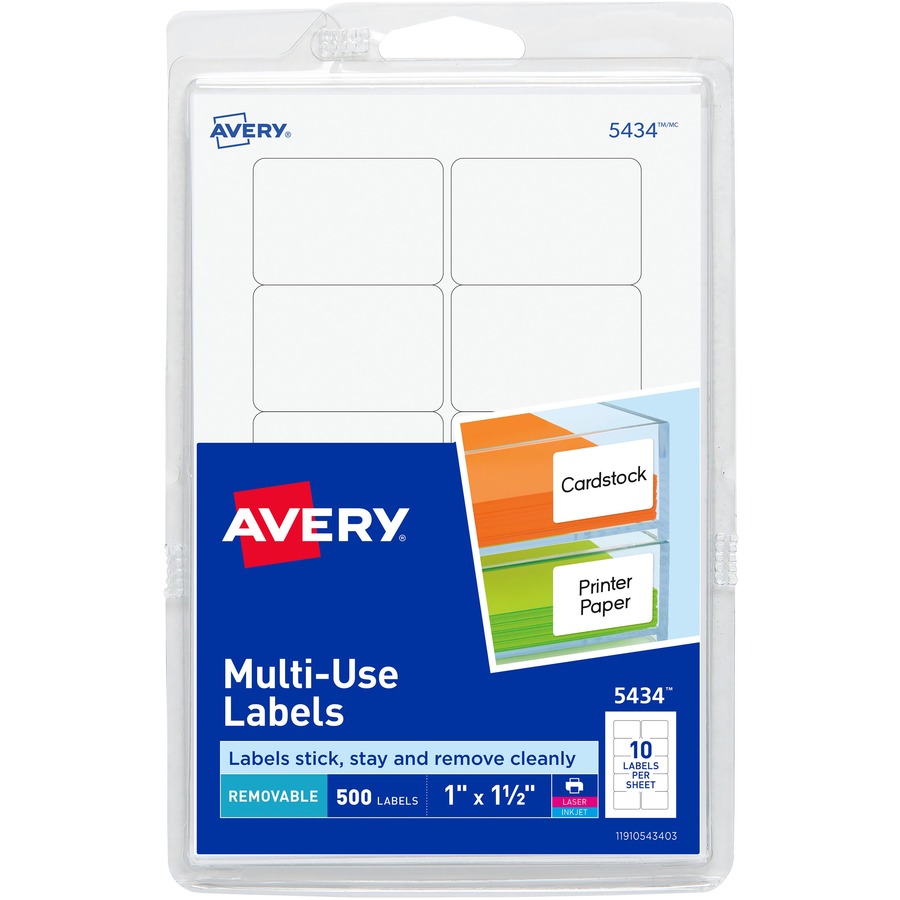 AVERY®
5434™/MC
Cardstock
AVERY®
Printer
Paper
Multi-Use
Labels
5434™
Labels stick, stay and remove cleanly
10
LABELS
PER
SHEET
REMOVABLE
500 LABELS
1" x 1½"
LASER
INKJET
11910543403